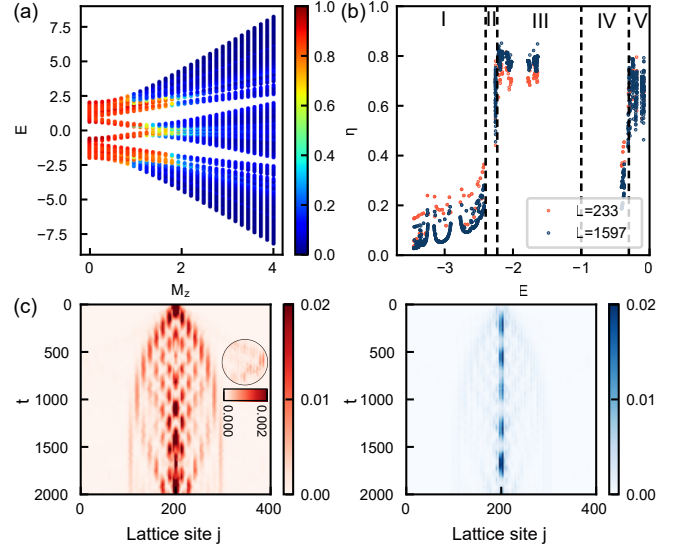 (a)
7.5
5.0
2.5
0.0
−2.5
−5.0
−7.5
E
0
2
4
M_z
1.0
0.8
0.6
0.4
0.2
0.0
(b)
I
II
III
IV
V
1.0
0.8
0.6
0.4
0.2
0.0
η
L=233
L=1597
−3
−2
−1
0
E
(c)
0
500
1000
1500
2000
t
0
200
400
Lattice site j
0.000
0.002
0.02
0.01
0.00
0
500
1000
1500
2000
t
0
200
400
Lattice site j
0.02
0.01
0.00